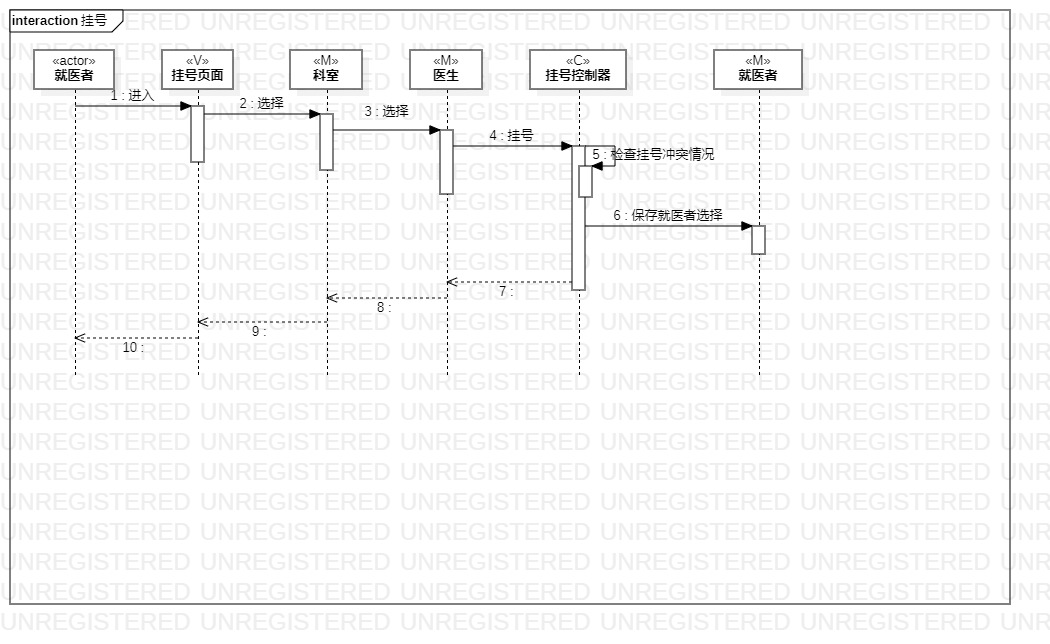 interaction 挂号
«actor»
就医者
«V»
挂号页面
«M»
科室
«M»
医生
«C»
挂号控制器
«M»
就医者
1 : 进入
2 : 选择
3 : 选择
4 : 挂号
5 : 检查挂号冲突情况
6 : 保存就医者选择
7 :
8 :
9 :
10 :
UNREGISTERED UNREGISTERED UNREGISTERED UNREGISTERED UNREGISTERED UNR